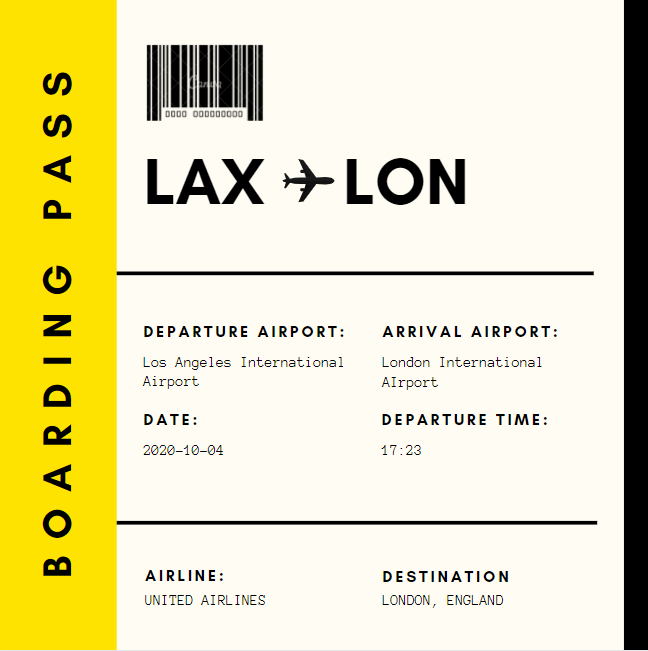 BOARDING PASS
Canva
LAX LON
DEPARTURE AIRPORT:
Los Angeles International
Airport
ARRIVAL AIRPORT:
London International
AIrport
DATE:
2020-10-04
DEPARTURE TIME:
17:23
AIRLINE:
UNITED AIRLINES
DESTINATION
LONDON, ENGLAND